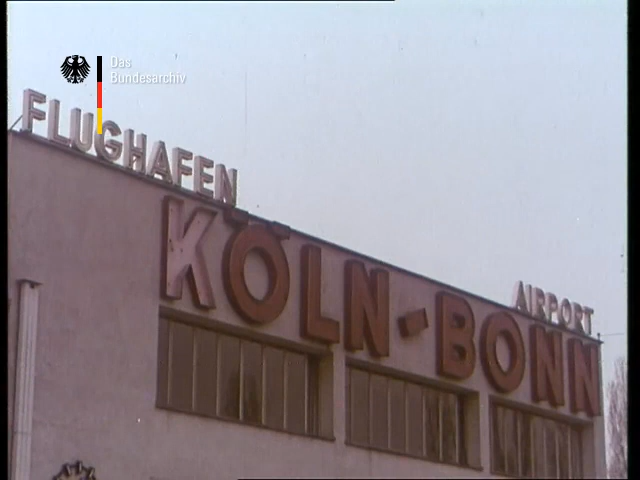 Das
Bundesarchiv
FLUGHAFEN
KÖLN-BONN
AIRPORT